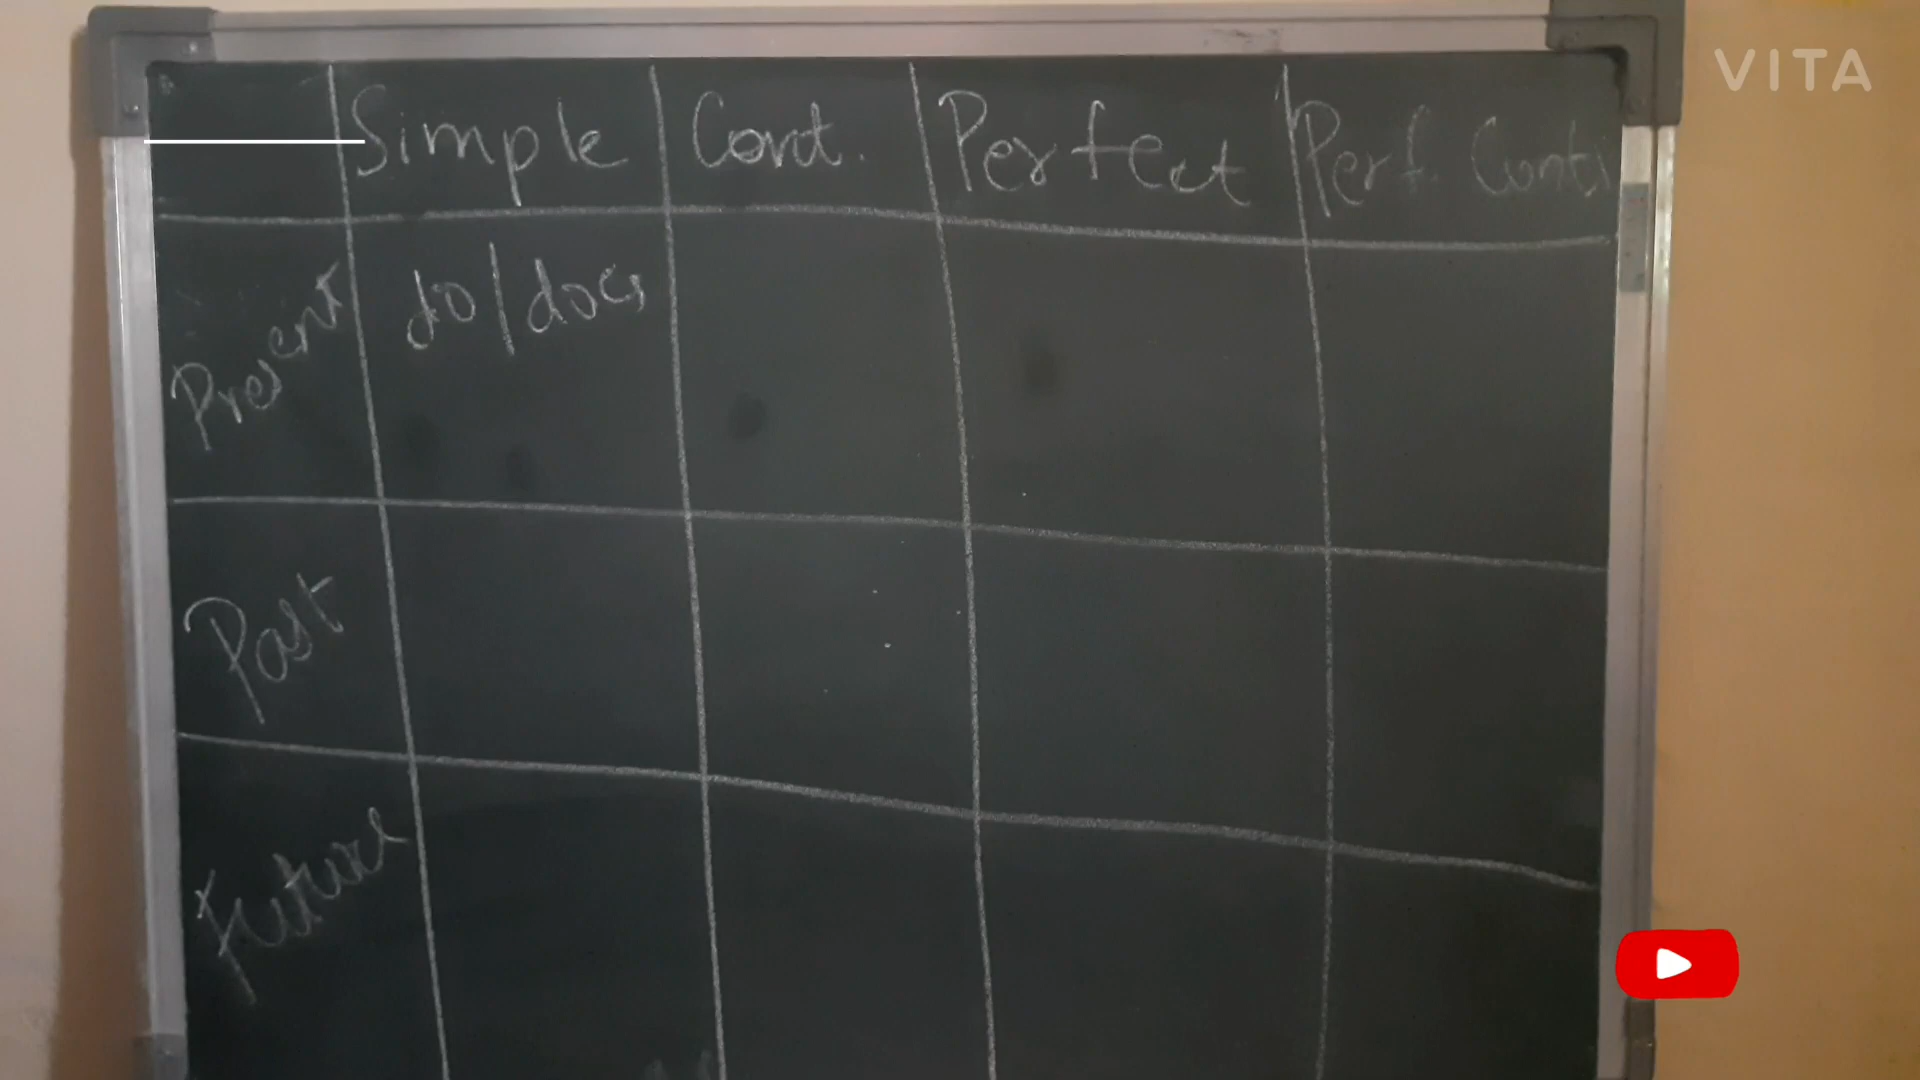 VITA
Simple Cont. Perfect Perf. Conti
Present do/does
Past
Future